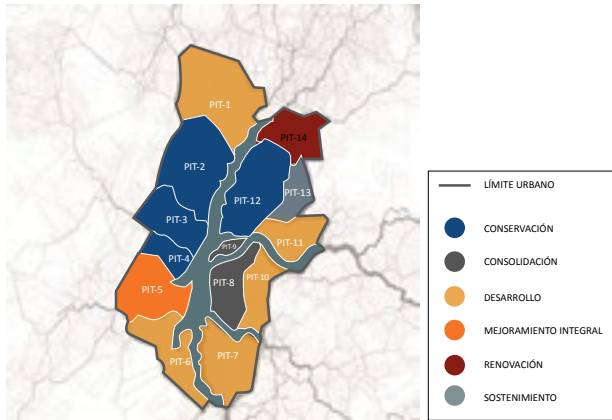 PIT-1
PIT-14
PIT-2
PIT-13
PIT-12
PIT-3
PIT-11
PIT-9
PIT-4
PIT-10
PIT-8
PIT-5
PIT-7
PIT-6
LÍMITE URBANO
CONSERVACIÓN
CONSOLIDACIÓN
DESARROLLO
MEJORAMIENTO INTEGRAL
RENOVACIÓN
SOSTENIMIENTO